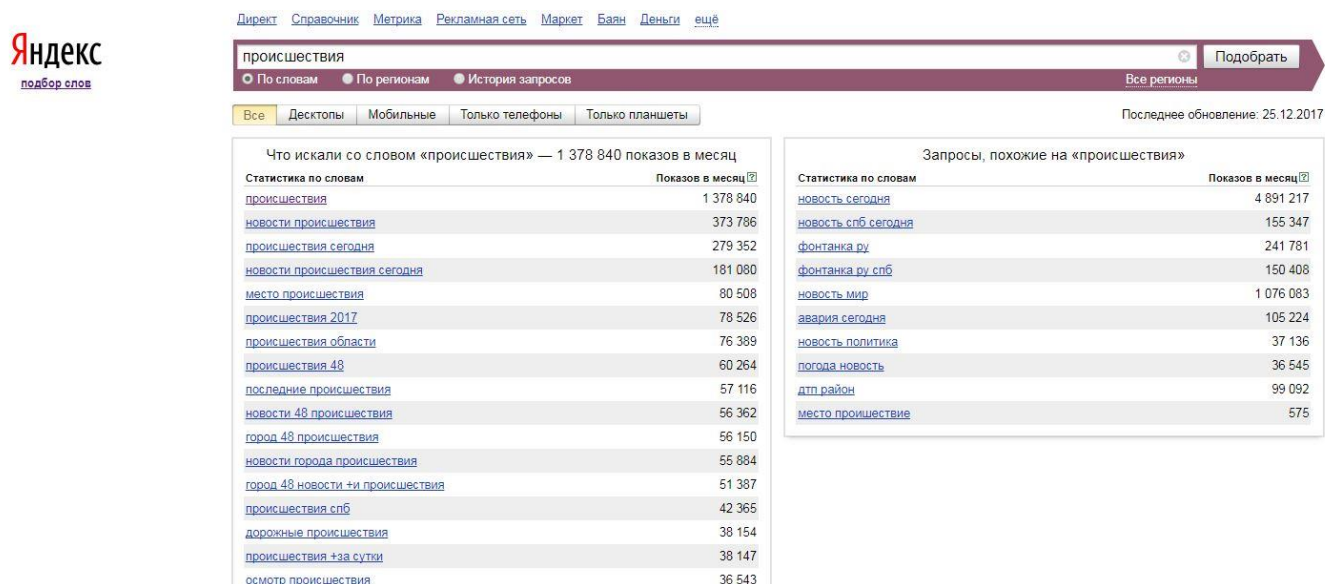 Директ Справочник Метрика Рекламная сеть Маркет Баян Деньги ещё
Яндекс
подбор слов
происшествия
Подобрать
По словам По регионам История запросов Все регионы
Все Десктопы Мобильные Только телефоны Только планшеты Последнее обновление: 25.12.2017
Что искали со словом «происшествия» — 1 378 840 показов в месяц
Статистика по словам Показов в месяц ?
происшествия 1 378 840
новости происшествия 373 786
происшествия сегодня 279 352
новости происшествия сегодня 181 080
место происшествия 80 508
происшествия 2017 78 526
происшествия области 76 389
происшествия 48 60 264
последние происшествия 57 116
новости 48 происшествия 56 362
город 48 происшествия 56 150
новости города происшествия 55 884
город 48 новости +и происшествия 51 387
происшествия спб 42 365
дорожные происшествия 38 154
происшествия +за сутки 38 147
осмотр происшествия 36 543
Запросы, похожие на «происшествия»
Статистика по словам Показов в месяц ?
новость сегодня 4 891 217
новость спб сегодня 155 347
фонтанка ру 241 781
фонтанка ру спб 150 408
новость мир 1 076 083
авария сегодня 105 224
новость политика 37 136
погода новость 36 545
дтп район 99 092
место проишествие 575